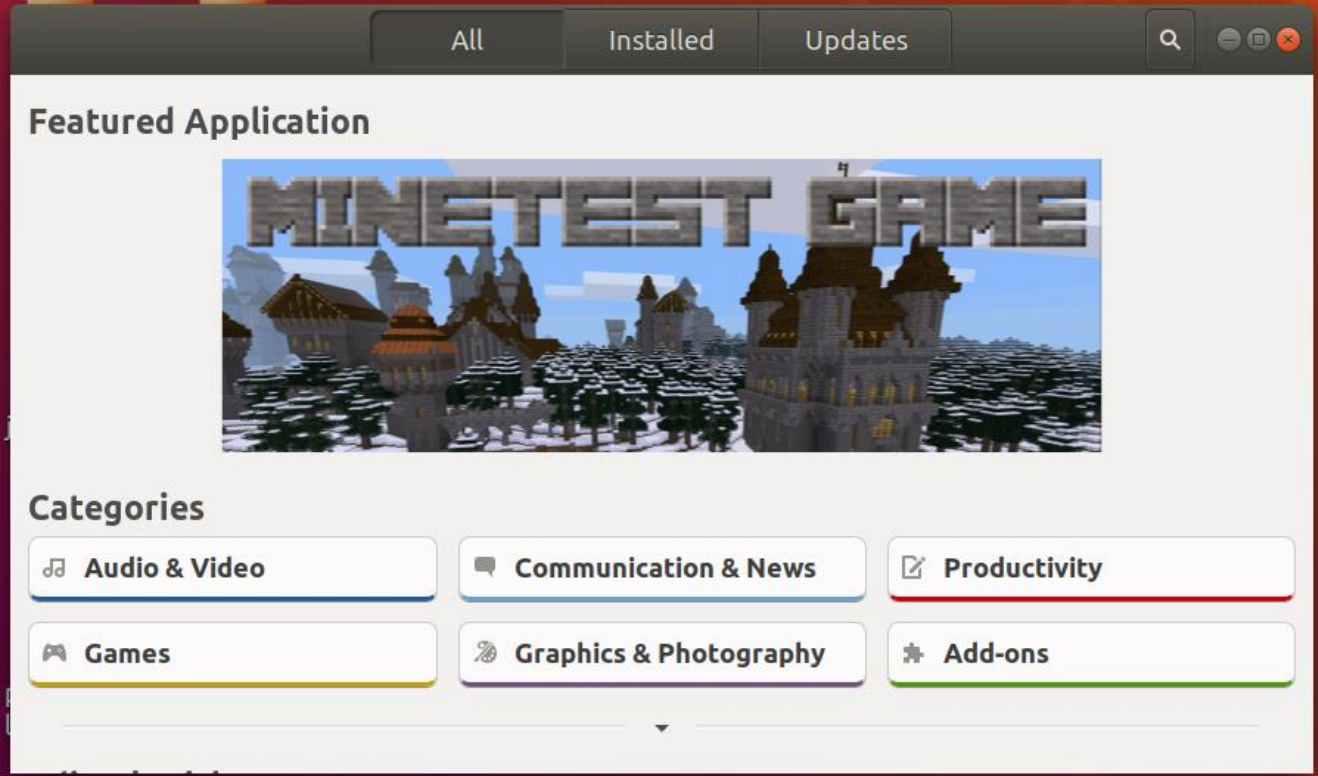 All Installed Updates
Featured Application
MINETEST GAME
Categories
Audio & Video Communication & News Productivity
Games Graphics & Photography Add-ons